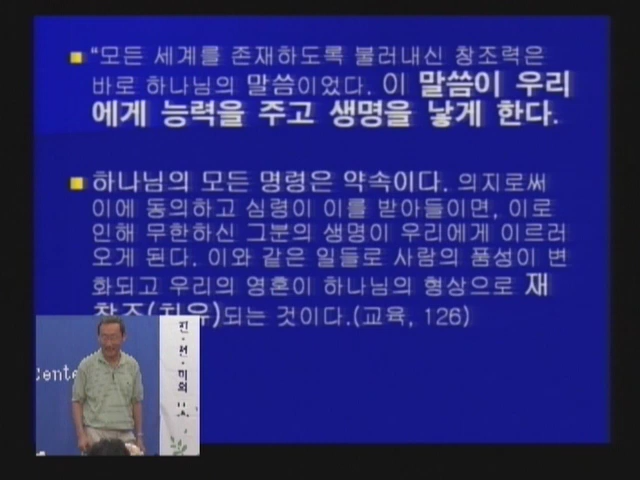 "모든 세계를 존재하도록 불러내신 창조력은
바로 하나님의 말씀이었다. 이 말씀이 우리
에게 능력을 주고 생명을 낳게 한다.
하나님의 모든 명령은 약속이다. 의지로써
이에 동의하고 심령이 이를 받아들이면, 이로
인해 무한하신 그분의 생명이 우리에게 이르러
오게 된다. 이와 같은 일들로 사람의 품성이 변
화되고 우리의 영혼이 하나님의 형상으로 재
창조(치유)되는 것이다.(교육, 126)
진·선·미의